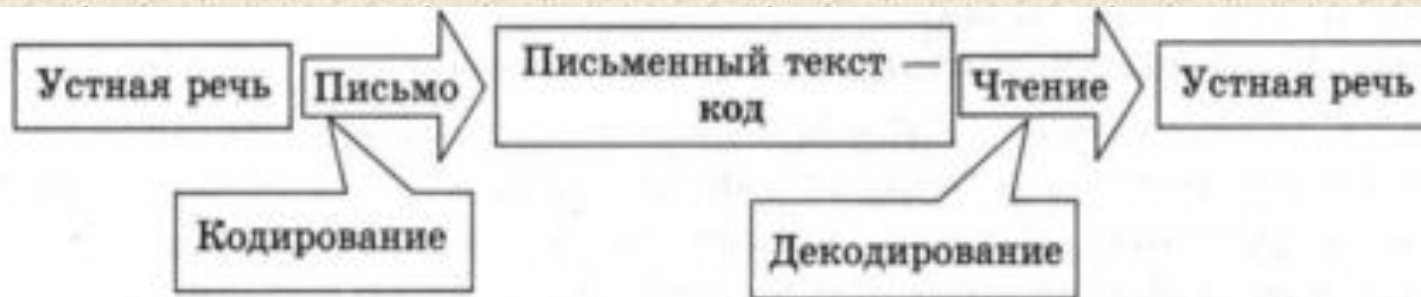 Устная речь
Письмо
Письменный текст —
код
Чтение
Устная речь
Кодирование
Декодирование